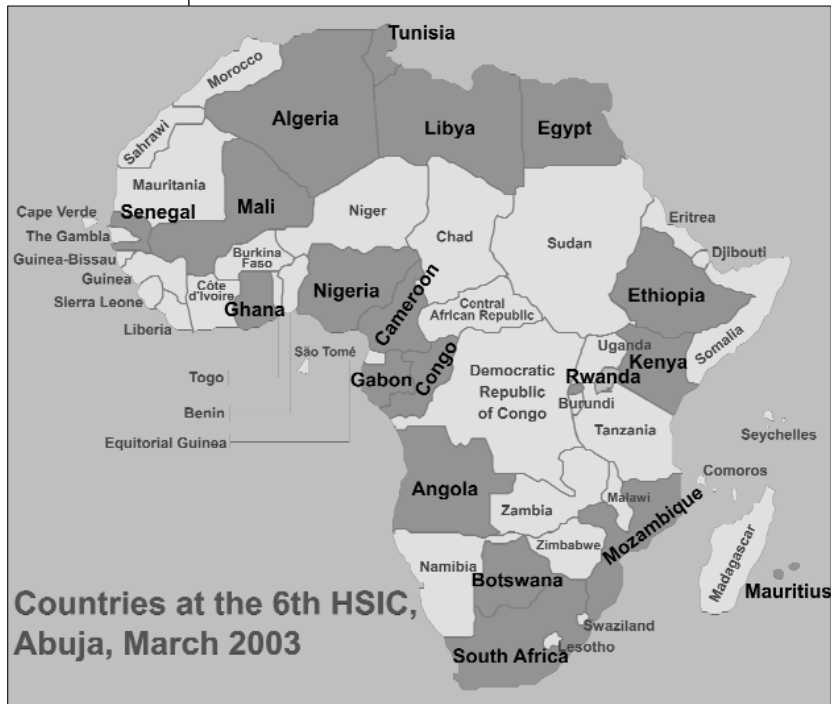 Tunisia
Morocco
Algeria
Libya
Egypt
Sahrawi
Mauritania
Senegal
Mali
Niger
Chad
Sudan
Eritrea
Cape Verde
The Gambia
Guinea-Bissau
Guinea
Sierra Leone
Liberia
Côte
d'Ivoire
Burkina
Faso
Ghana
Nigeria
Cameroon
Central
African Republic
Djibouti
Ethiopia
Somalia
Togo
Benin
Equitorial Guinea
São Tomé
Gabon
Congo
Democratic
Republic
of Congo
Uganda
Kenya
Rwanda
Burundi
Tanzania
Seychelles
Comoros
Angola
Zambia
Malawi
Mozambique
Zimbabwe
Namibia
Botswana
Madagascar
Mauritius
Swaziland
Lesotho
South Africa
Countries at the 6th HSIC,
Abuja, March 2003